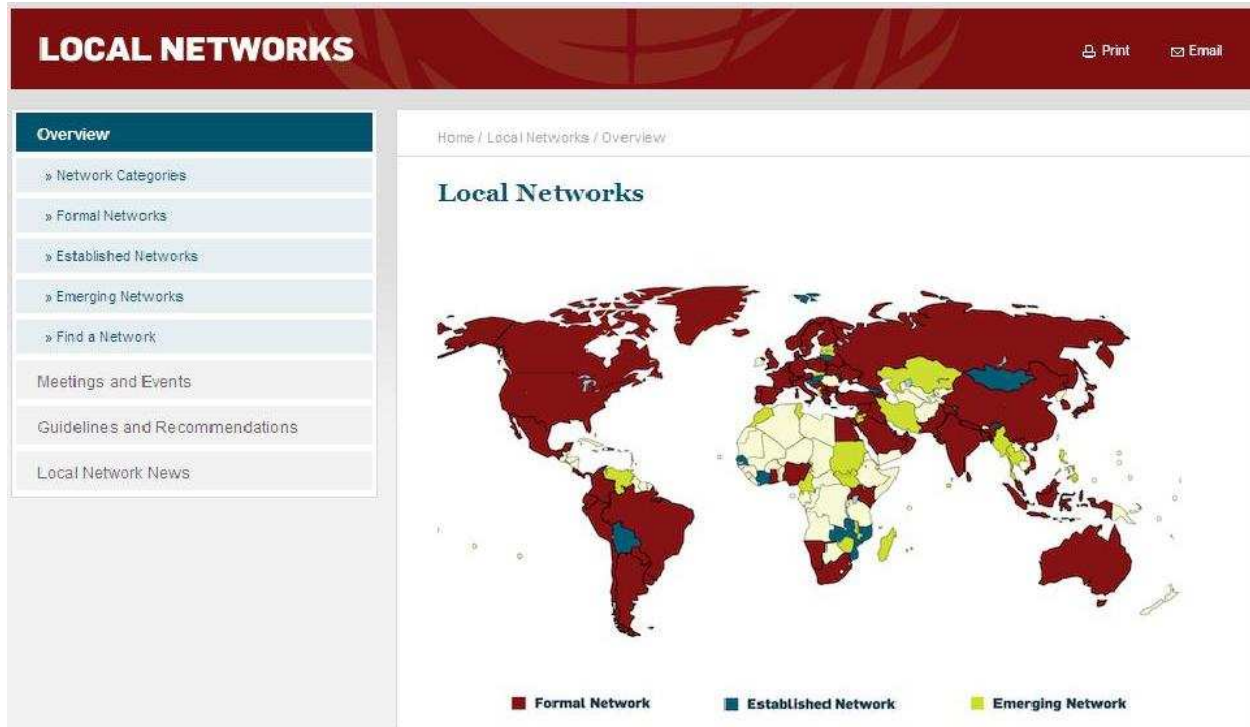 LOCAL NETWORKS
Print Email
Overview
» Network Categories
» Formal Networks
» Established Networks
» Emerging Networks
» Find a Network
Meetings and Events
Guidelines and Recommendations
Local Network News
Home / Local Networks / Overview
Local Networks
Formal Network Established Network Emerging Network